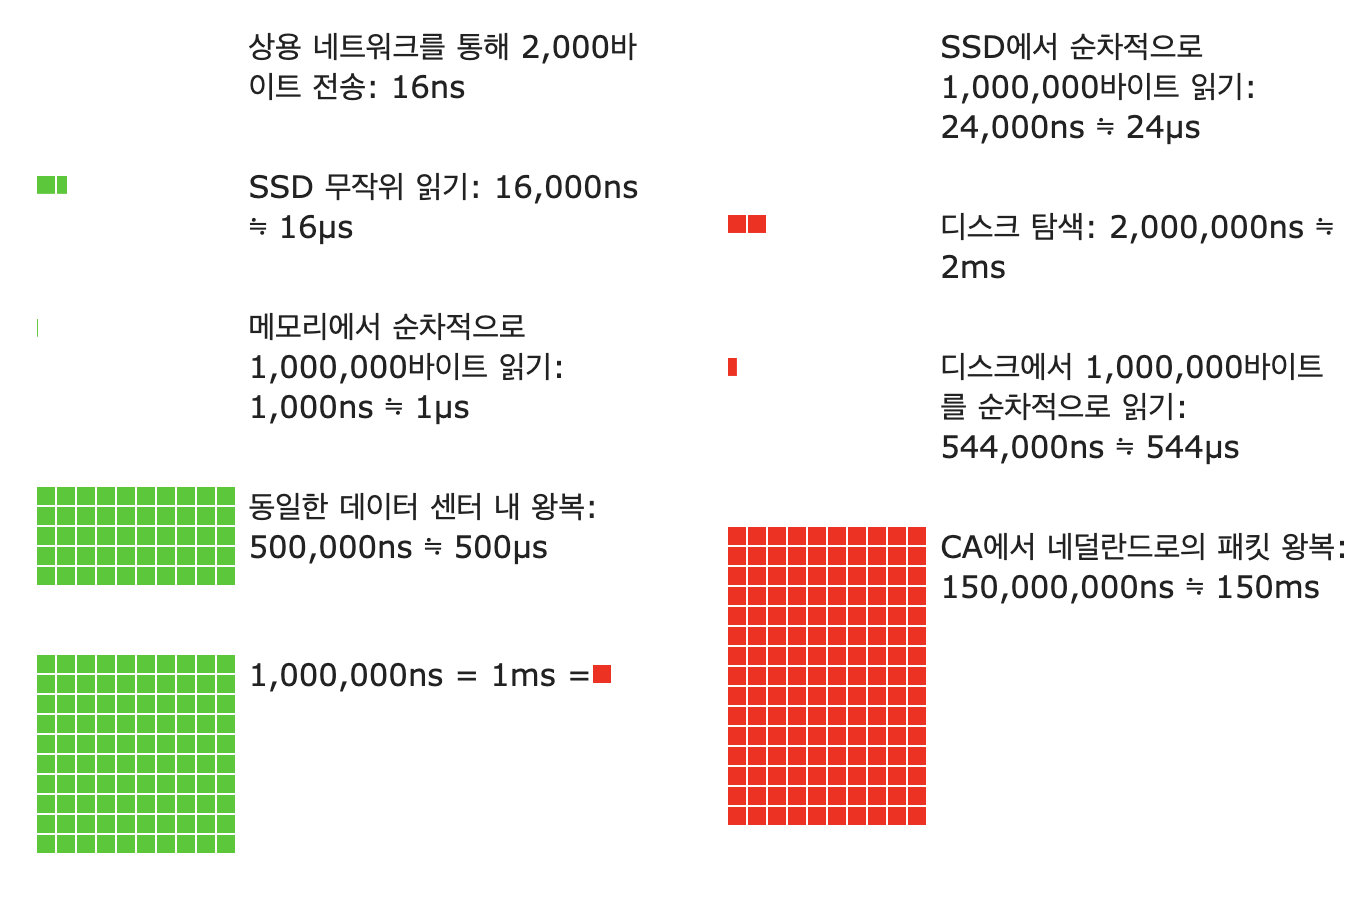 상용 네트워크를 통해 2,000바
이트 전송: 16ns
SSD 무작위 읽기: 16,000ns
≒ 16μs
메모리에서 순차적으로
1,000,000바이트 읽기:
1,000ns ≒ 1μs
동일한 데이터 센터 내 왕복:
500,000ns ≒ 500μs
1,000,000ns = 1ms =
SSD에서 순차적으로
1,000,000바이트 읽기:
24,000ns ≒ 24μs
디스크 탐색: 2,000,000ns ≒
2ms
디스크에서 1,000,000바이트
를 순차적으로 읽기:
544,000ns ≒ 544μs
CA에서 네덜란드로의 패킷 왕복:
150,000,000ns ≒ 150ms